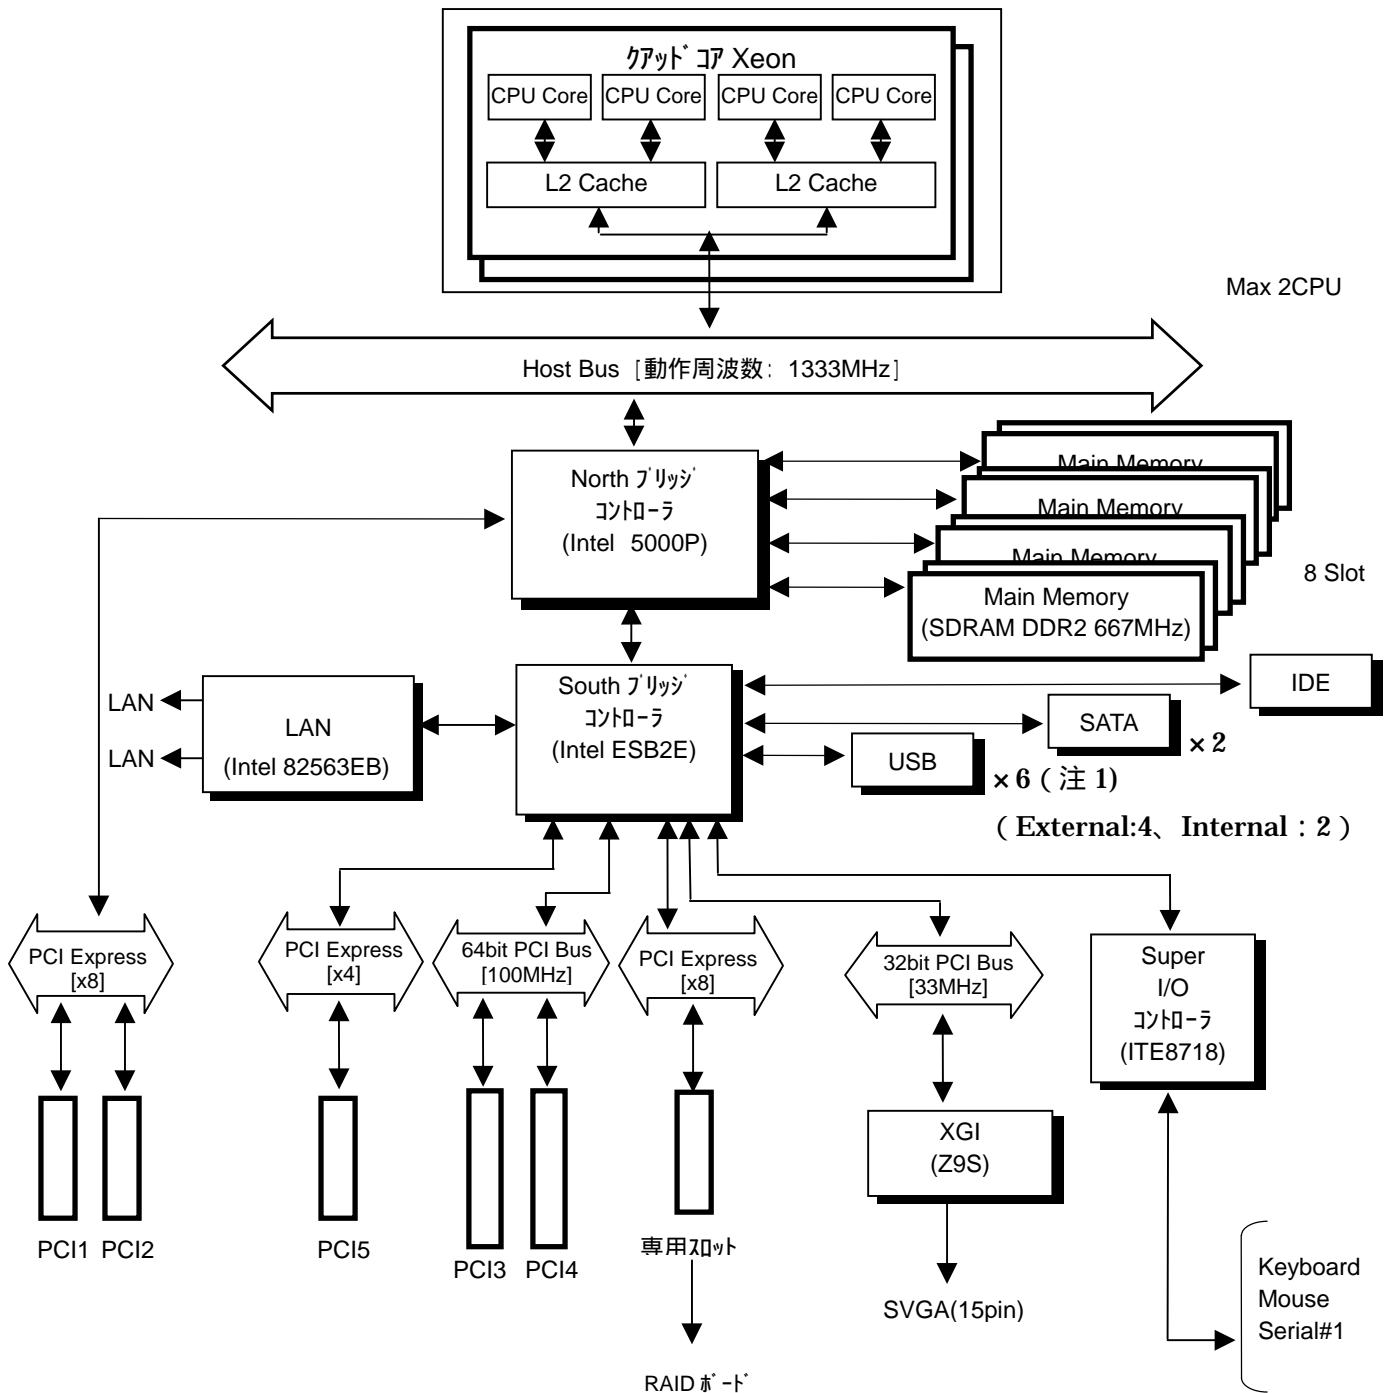 ｸｱｯﾄﾞｺｱ Xeon
CPU Core CPU Core CPU Core CPU Core
L2 Cache L2 Cache
Max 2CPU
Host Bus [動作周波数: 1333MHz]
North ﾌﾞﾘｯｼﾞ
ｺﾝﾄﾛｰﾗ
(Intel 5000P)
Main Memory
Main Memory
Main Memory
Main Memory
(SDRAM DDR2 667MHz)
8 Slot
South ﾌﾞﾘｯｼﾞ
ｺﾝﾄﾛｰﾗ
(Intel ESB2E)
LAN
LAN
LAN
(Intel 82563EB)
IDE
SATA
×2
USB
×6（注1)
（External:4、Internal：2）
PCI Express
[x8]
PCI Express
[x4]
64bit PCI Bus
[100MHz]
PCI Express
[x8]
32bit PCI Bus
[33MHz]
Super
I/O
ｺﾝﾄﾛｰﾗ
(ITE8718)
XGI
(Z9S)
PCI1 PCI2
PCI5
PCI3 PCI4
専用ｽﾛｯﾄ
SVGA(15pin)
Keyboard
Mouse
Serial#1
RAID ﾎﾞｰﾄﾞ